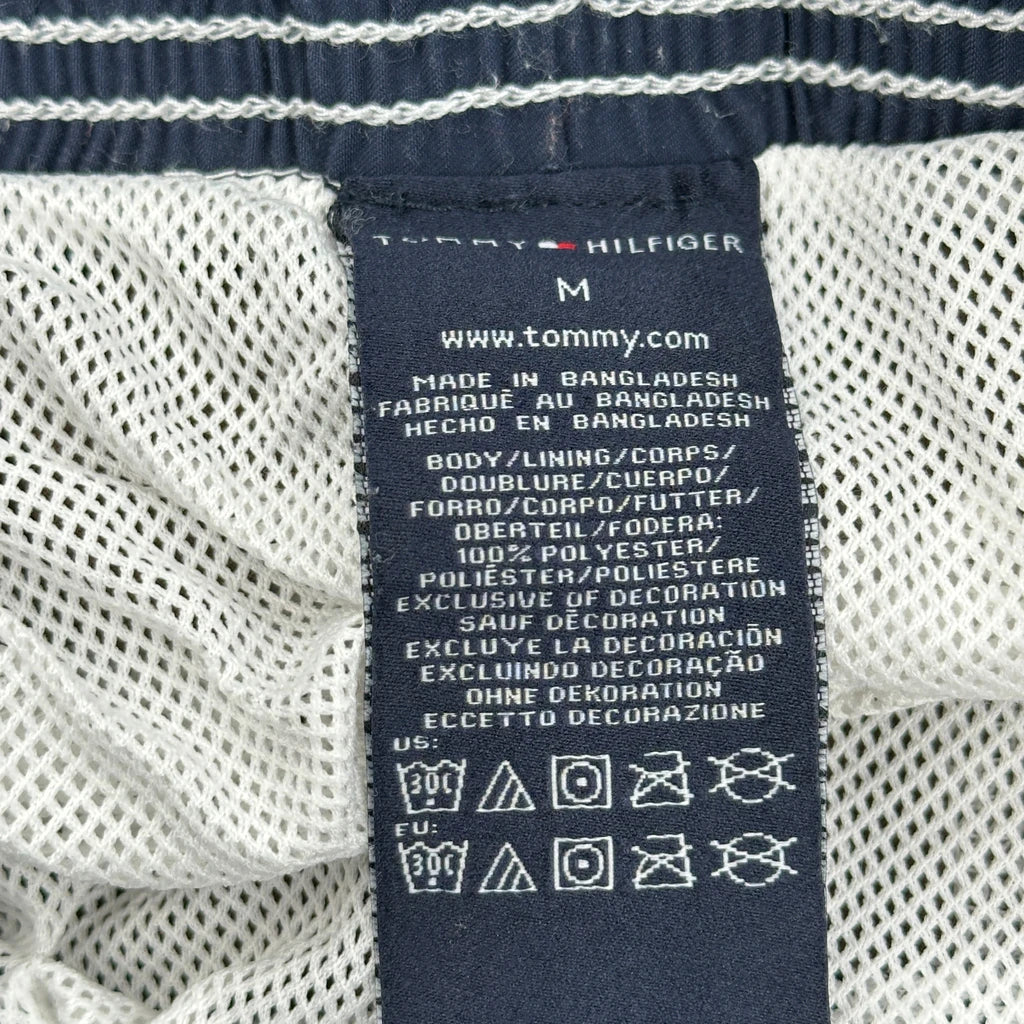 TOMMY HILFIGER
M
www.tommy.com
MADE IN BANGLADESH
FABRIQUÉ AU BANGLADESH
HECHO EN BANGLADESH
BODY/LINING/CORPS/
DOUBLURE/CUERPO/
FORRO/CORPO/FUTTER/
OBERTEIL/FODERA:
100% POLYESTER/
POLIÉSTER/POLIESTERE
EXCLUSIVE OF DECORATION
SAUF DÉCORATION
EXCLUYE LA DECORACIÓN
EXCLUINDO DECORAÇÃO
OHNE DEKORATION
ECCETTO DECORAZIONE
US:
30C
EU:
30C